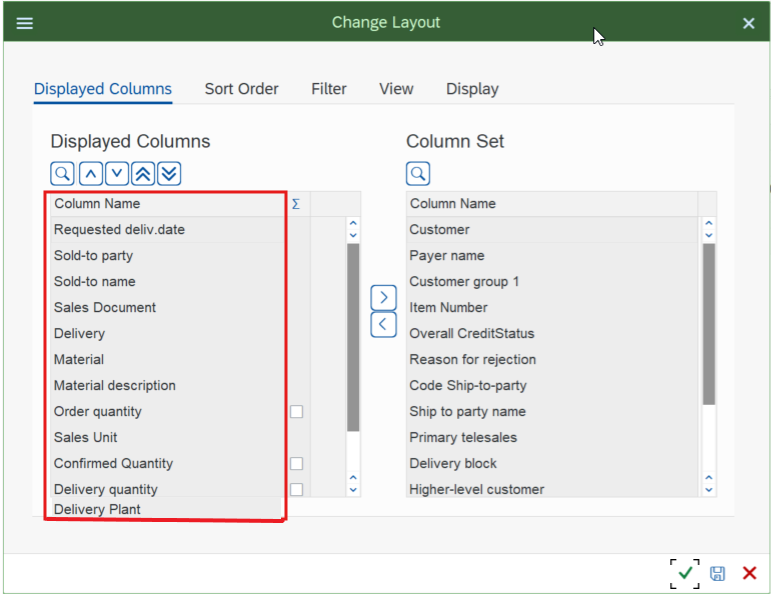 Change Layout
Displayed Columns Sort Order Filter View Display
Displayed Columns
Column Name Σ
Requested deliv.date
Sold-to party
Sold-to name
Sales Document
Delivery
Material
Material description
Order quantity
Sales Unit
Confirmed Quantity
Delivery quantity
Delivery Plant
Column Set
Column Name
Customer
Payer name
Customer group 1
Item Number
Overall CreditStatus
Reason for rejection
Code Ship-to-party
Ship to party name
Primary telesales
Delivery block
Higher-level customer